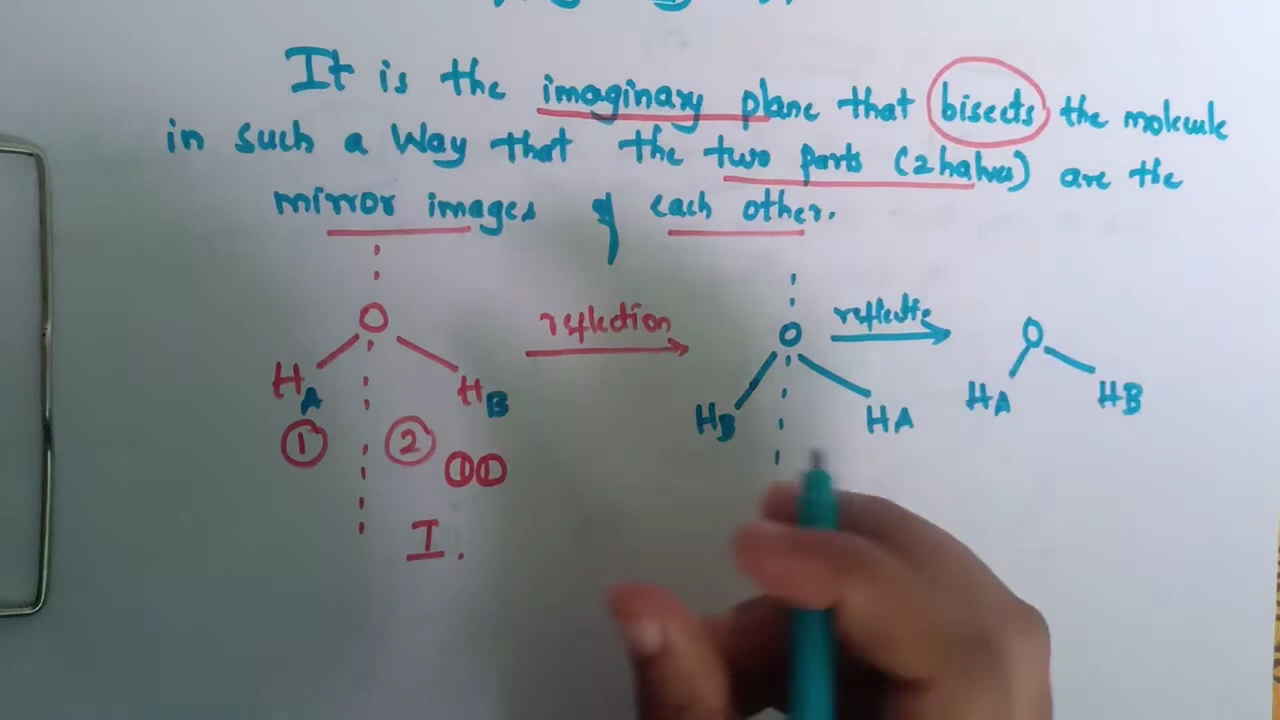 It is the imaginary plane that bisects the molecule
in such a way that the two parts (2 halves) are the
mirror images of each other.
O reflection O reflectio O
HA HB HB HA HA HB
1 2
I.